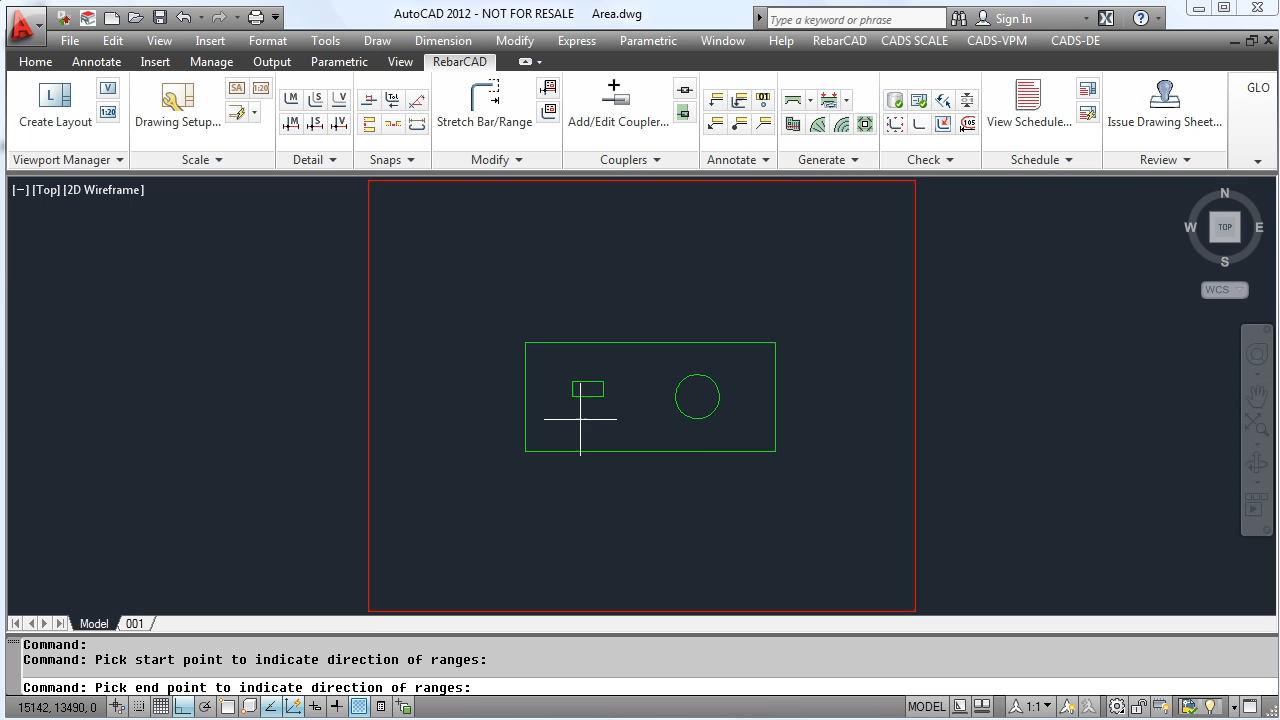 AutoCAD 2012 - NOT FOR RESALE Area.dwg
Type a keyword or phrase
Sign In
File Edit View Insert Format Tools Draw Dimension Modify Express Parametric Window Help RebarCAD CADS SCALE CADS-VPM CADS-DE
Home Annotate Insert Manage Output Parametric View RebarCAD
Create Layout
Drawing Setup...
Stretch Bar/Range
Add/Edit Coupler...
View Schedule...
Issue Drawing Sheet...
GLO
Viewport Manager Scale Detail Snaps Modify Couplers Annotate Generate Check Schedule Review
[−] [Top] [2D Wireframe]
N
W TOP E
S
WCS
Model 001
Command:
Command: Pick start point to indicate direction of ranges:
Command: Pick end point to indicate direction of ranges:
15142, 13490, 0 MODEL 1:1